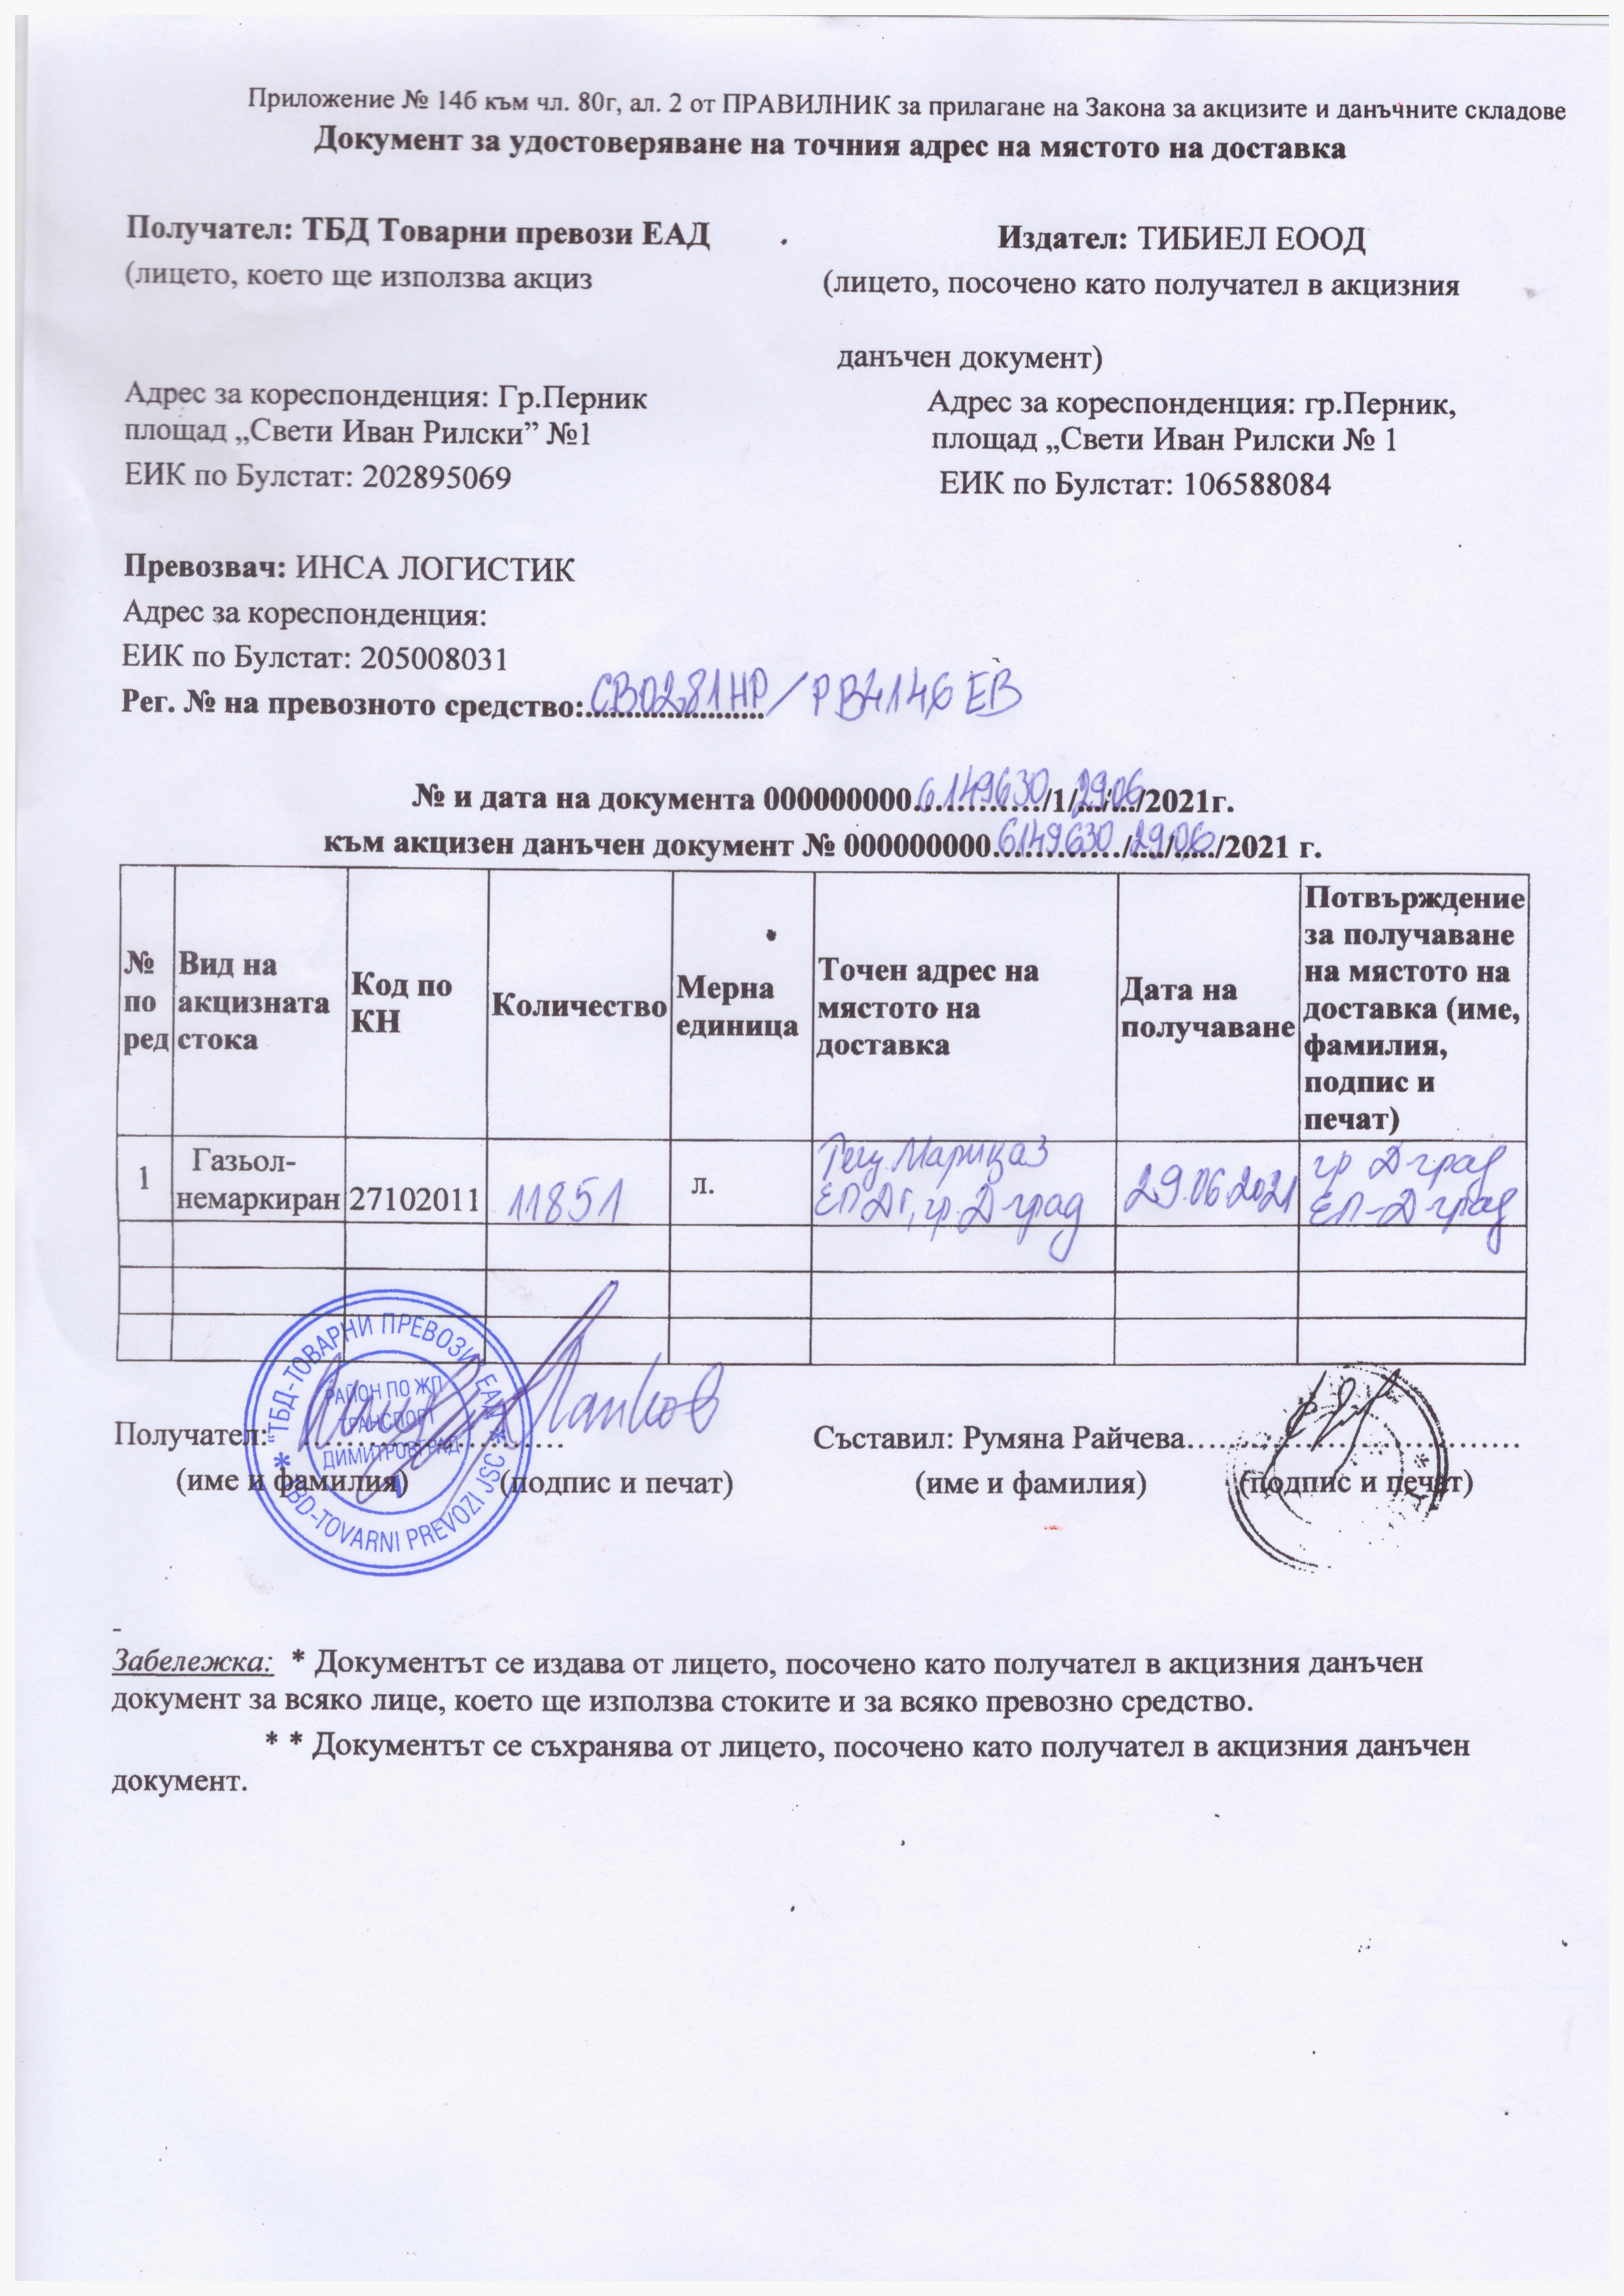 Приложение № 14б към чл. 80г, ал. 2 от ПРАВИЛНИК за прилагане на Закона за акцизите и данъчните складове
Документ за удостоверяване на точния адрес на мястото на доставка
Получател: ТБД Товарни превози ЕАД
Издател: ТИБИЕЛ ЕООД
(лицето, което ще използва акциз
(лицето, посочено като получател в акцизния
данъчен документ)
Адрес за кореспонденция: Гр.Перник
площад „Свети Иван Рилски” №1
ЕИК по Булстат: 202895069
Адрес за кореспонденция: гр.Перник,
площад „Свети Иван Рилски № 1
ЕИК по Булстат: 106588084
Превозвач: ИНСА ЛОГИСТИК
Адрес за кореспонденция:
ЕИК по Булстат: 205008031
Рег. № на превозното средство: СВ0281НР / РВ4146 ЕВ
№ и дата на документа 000000000 6149630/1/29.06/2021г.
към акцизен данъчен документ № 000000000 6149630/29.06/2021 г.
№ по ред
Вид на акцизната стока
Код по КН
Количество
Мерна единица
Точен адрес на мястото на доставка
Дата на получаване
Потвърждение за получаване на мястото на доставка (име, фамилия, подпис и печат)
1
Газьол-
немаркиран
27102011
11851
л.
Марица 3
гр. Д-град
29.06.2021
гр Д-град
ЕП-Д-град
"ТБД-ТОВАРНИ ПРЕВОЗИ" ЕАД
РАЙОН ПО ЖП
ТРАНСПОРТ
ДИМИТРОВГРАД
TBD-TOVARNI PREVOZI JSC
Получател:
Съставил: Румяна Райчева
(име и фамилия) (подпис и печат)
(име и фамилия) (подпис и печат)
Забележка: * Документът се издава от лицето, посочено като получател в акцизния данъчен
документ за всяко лице, което ще използва стоките и за всяко превозно средство.
* * Документът се съхранява от лицето, посочено като получател в акцизния данъчен
документ.